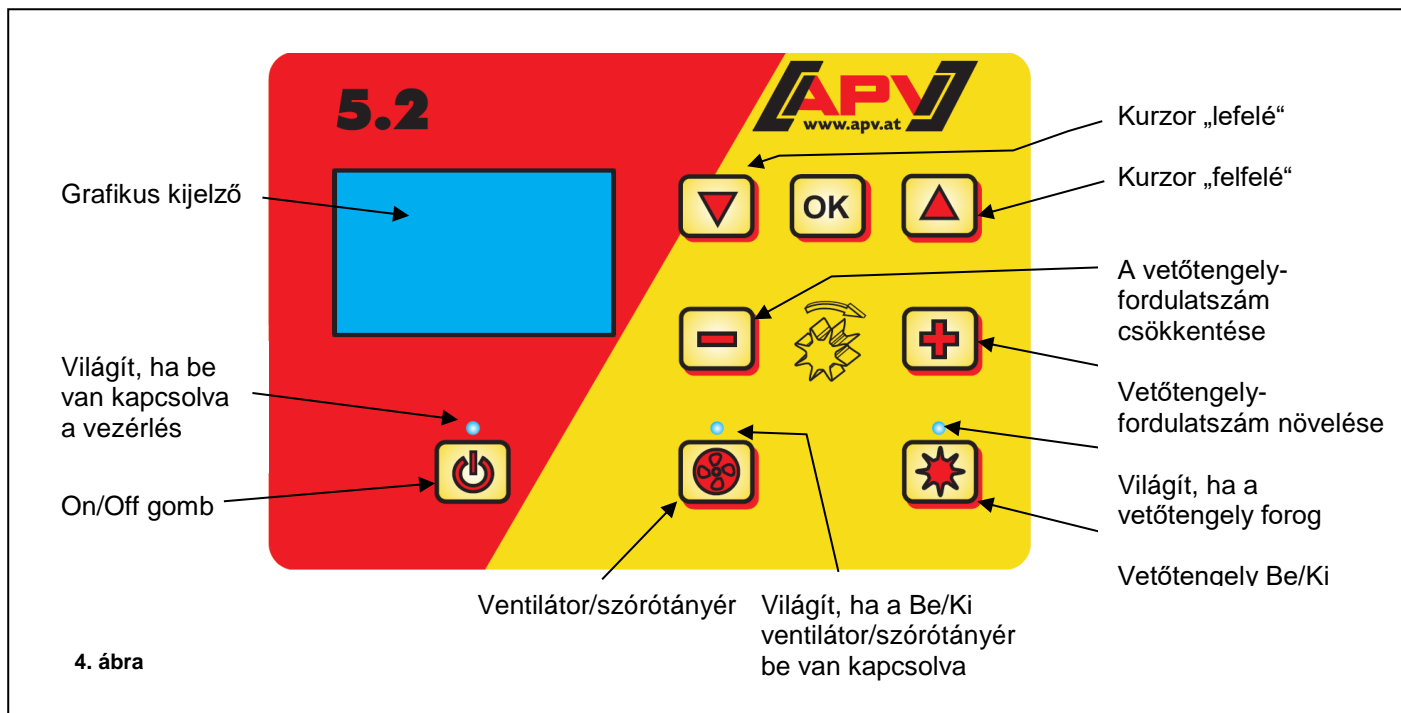 5.2
APV
www.apv.at
OK
Grafikus kijelző
Világít, ha be
van kapcsolva
a vezérlés
On/Off gomb
Kurzor „lefelé“
Kurzor „felfelé“
A vetőtengely-
fordulatszám
csökkentése
Vetőtengely-
fordulatszám növelése
Világít, ha a
vetőtengely forog
Vetőtengely Be/Ki
Ventilátor/szórótányér
Világít, ha a Be/Ki
ventilátor/szórótányér
be van kapcsolva
4. ábra